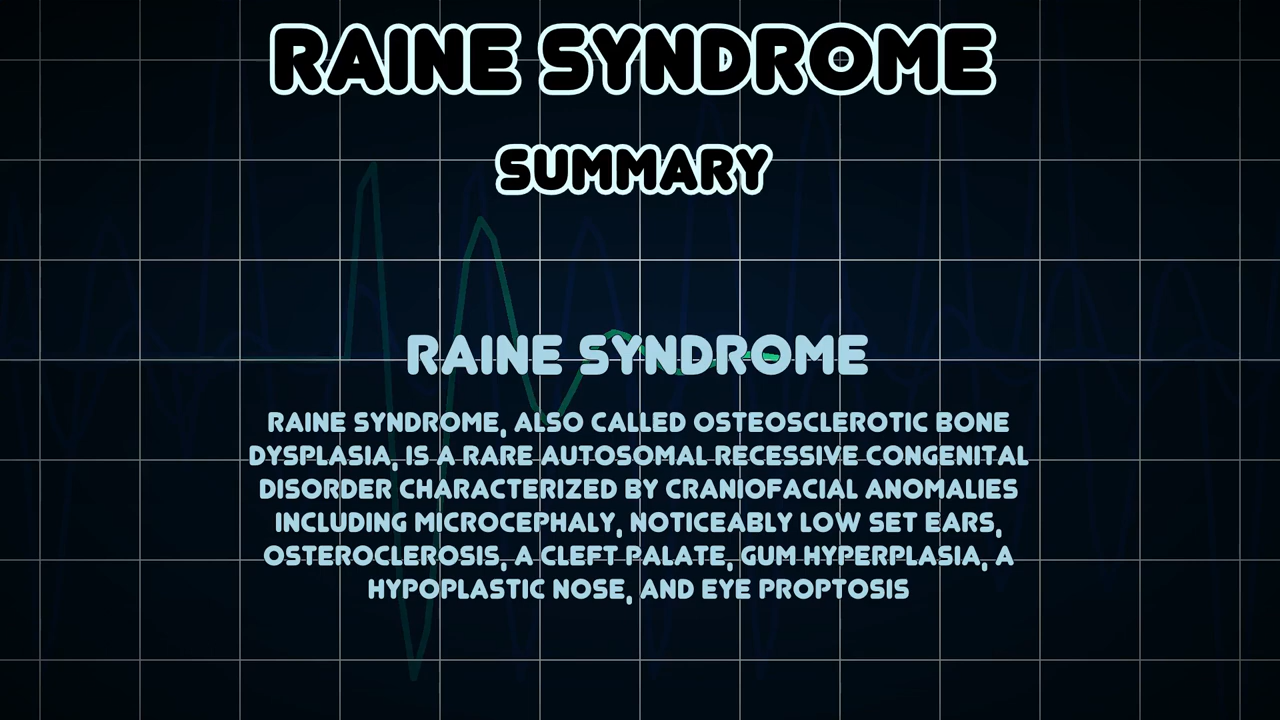 RAINE SYNDROME
SUMMARY
RAINE SYNDROME
RAINE SYNDROME, ALSO CALLED OSTEOSCLEROTIC BONE
DYSPLASIA, IS A RARE AUTOSOMAL RECESSIVE CONGENITAL
DISORDER CHARACTERIZED BY CRANIOFACIAL ANOMALIES
INCLUDING MICROCEPHALY, NOTICEABLY LOW SET EARS,
OSTEROCLEROSIS, A CLEFT PALATE, GUM HYPERPLASIA, A
HYPOPLASTIC NOSE, AND EYE PROPTOSIS